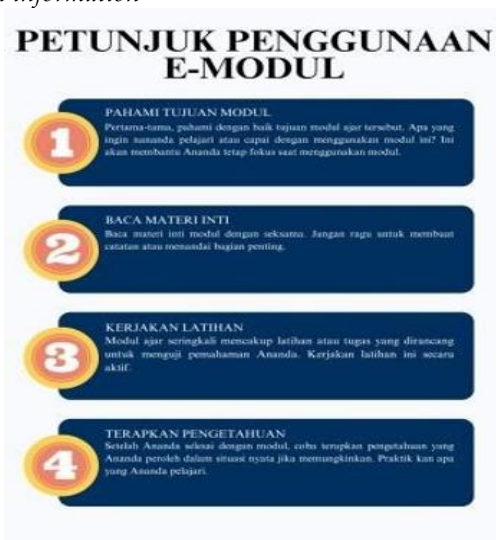 information
PETUNJUK PENGGUNAAN
E-MODUL
1
PAHAMI TUJUAN MODUL
Pertama-tama, pahami dengan baik tujuan modul ajar tersebut. Apa yang
ingin nananda pelajari atau capai dengan menggunakan modul ini? Ini
akan membantu Ananda tetap fokus saat menggunakan modul.
2
BACA MATERI INTI
Baca materi inti modul dengan seksama. Jangan ragu untuk membuat
catatan atau menandai bagian penting.
3
KERJAKAN LATIHAN
Modul ajar seringkali mencakup latihan atau tugas yang dirancang
untuk menguji pemahaman Ananda. Kerjakan latihan ini secara
aktif.
4
TERAPKAN PENGETAHUAN
Setelah Ananda selesai dengan modul, coba terapkan pengetahuan yang
Ananda peroleh dalam situasi nyata jika memungkinkan. Praktik kan apa
yang Ananda pelajari.